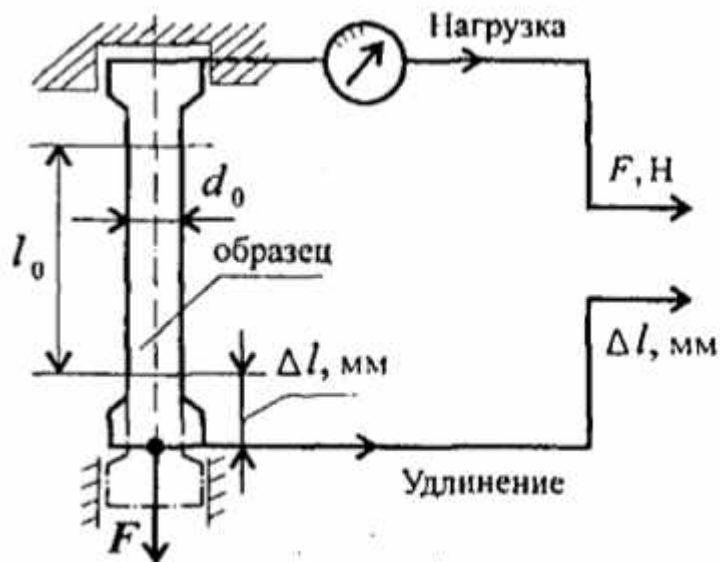 Нагрузка
F, Н
d₀
l₀
образец
Δl, мм
Δl, мм
Удлинение
F